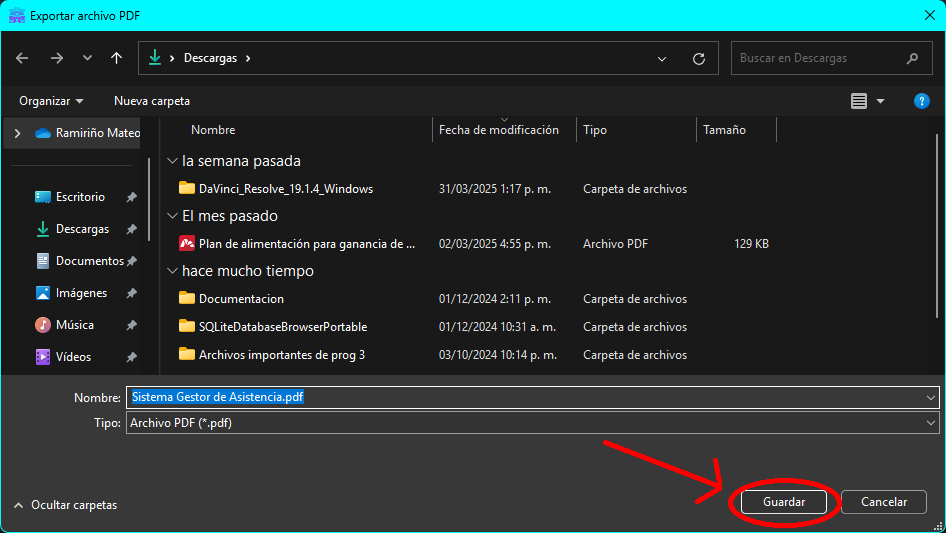 Exportar archivo PDF
Descargas
Buscar en Descargas
Organizar
Nueva carpeta
Ramiriño Mateo
Escritorio
Descargas
Documentos
Imágenes
Música
Vídeos
Nombre Fecha de modificación Tipo Tamaño
la semana pasada
DaVinci_Resolve_19.1.4_Windows 31/03/2025 1:17 p. m. Carpeta de archivos
El mes pasado
Plan de alimentación para ganancia de ... 02/03/2025 4:55 p. m. Archivo PDF 129 KB
hace mucho tiempo
Documentacion 01/12/2024 2:11 p. m. Carpeta de archivos
SQLiteDatabaseBrowserPortable 01/12/2024 10:31 a. m. Carpeta de archivos
Archivos importantes de prog 3 03/10/2024 10:14 p. m. Carpeta de archivos
Nombre: Sistema Gestor de Asistencia.pdf
Tipo: Archivo PDF (*.pdf)
Ocultar carpetas
Guardar
Cancelar